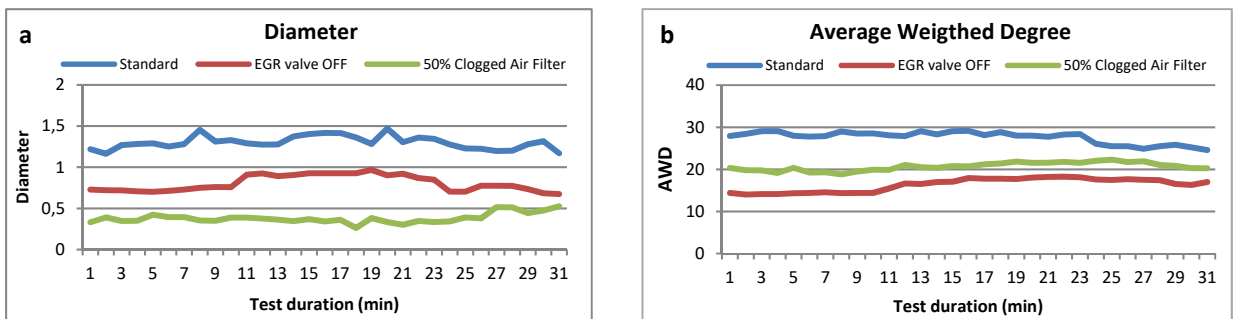 a
Diameter
Standard EGR valve OFF 50% Clogged Air Filter
2
1,5
1
0,5
0
Diameter
1 3 5 7 9 11 13 15 17 19 21 23 25 27 29 31
Test duration (min)
b
Average Weigthed Degree
Standard EGR valve OFF 50% Clogged Air Filter
40
30
20
10
0
AWD
1 3 5 7 9 11 13 15 17 19 21 23 25 27 29 31
Test duration (min)